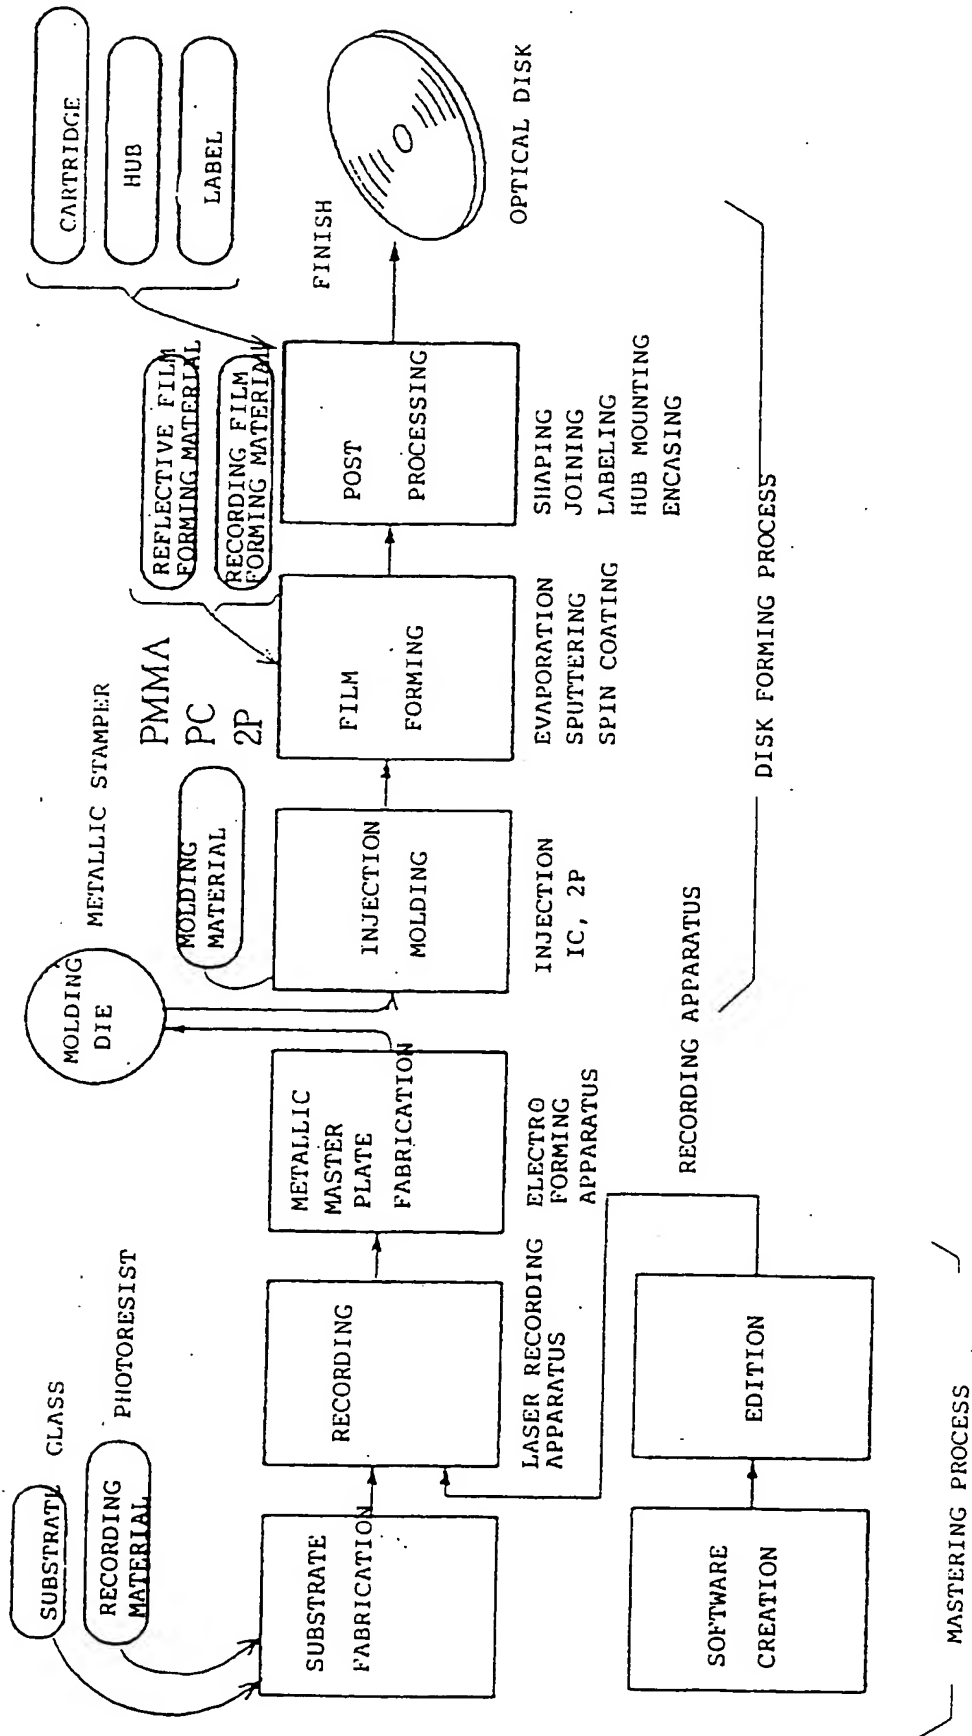 SUBSTRATE GLASS
RECORDING
MATERIAL
PHOTORESIST
SUBSTRATE
FABRICATION
RECORDING
LASER RECORDING
APPARATUS
METALLIC
MASTER
PLATE
FABRICATION
ELECTRO
FORMING
APPARATUS
MOLDING
DIE
METALLIC STAMPER
MOLDING
MATERIAL
PMMA
PC
2P
INJECTION
MOLDING
INJECTION
IC, 2P
REFLECTIVE FILM
FORMING MATERIAL
RECORDING FILM
FORMING MATERIAL
FILM
FORMING
EVAPORATION
SPUTTERING
SPIN COATING
CARTRIDGE
HUB
LABEL
POST
PROCESSING
SHAPING
JOINING
LABELING
HUB MOUNTING
ENCASING
FINISH
OPTICAL DISK
SOFTWARE
CREATION
EDITION
RECORDING APPARATUS
MASTERING PROCESS
DISK FORMING PROCESS